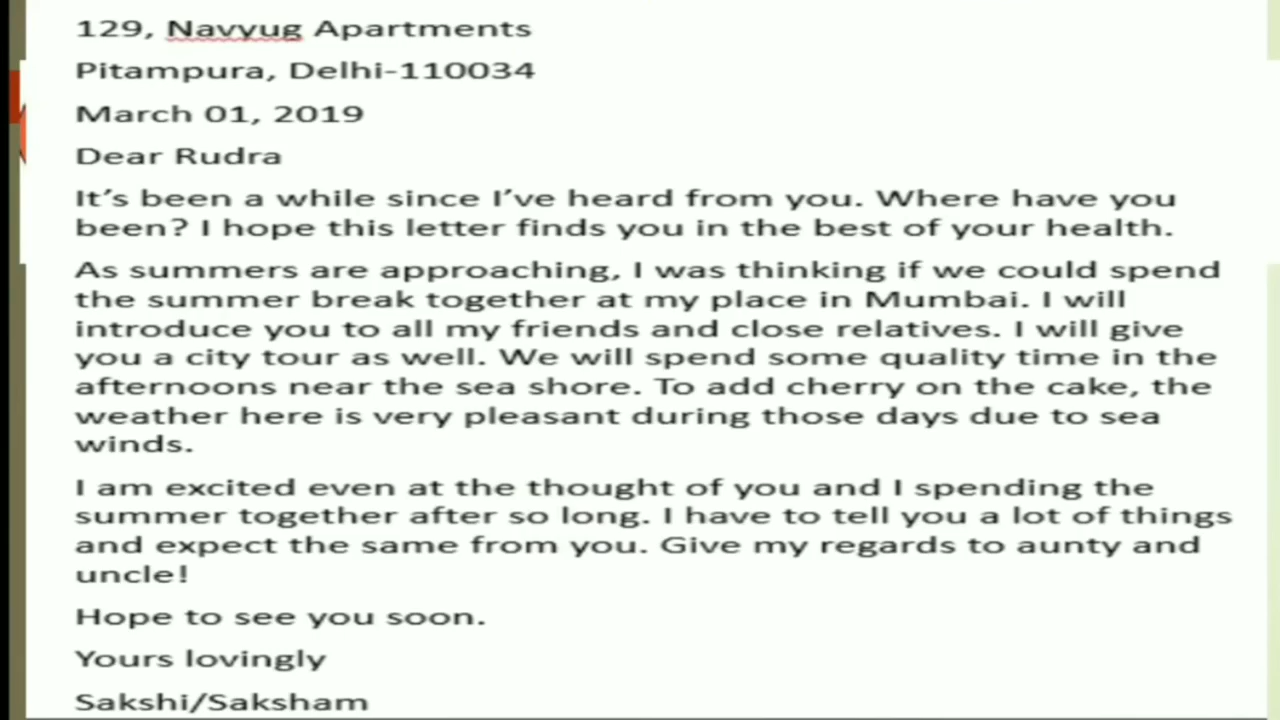 129, Navyug Apartments
Pitampura, Delhi-110034
March 01, 2019
Dear Rudra
It’s been a while since I’ve heard from you. Where have you
been? I hope this letter finds you in the best of your health.
As summers are approaching, I was thinking if we could spend
the summer break together at my place in Mumbai. I will
introduce you to all my friends and close relatives. I will give
you a city tour as well. We will spend some quality time in the
afternoons near the sea shore. To add cherry on the cake, the
weather here is very pleasant during those days due to sea
winds.
I am excited even at the thought of you and I spending the
summer together after so long. I have to tell you a lot of things
and expect the same from you. Give my regards to aunty and
uncle!
Hope to see you soon.
Yours lovingly
Sakshi/Saksham